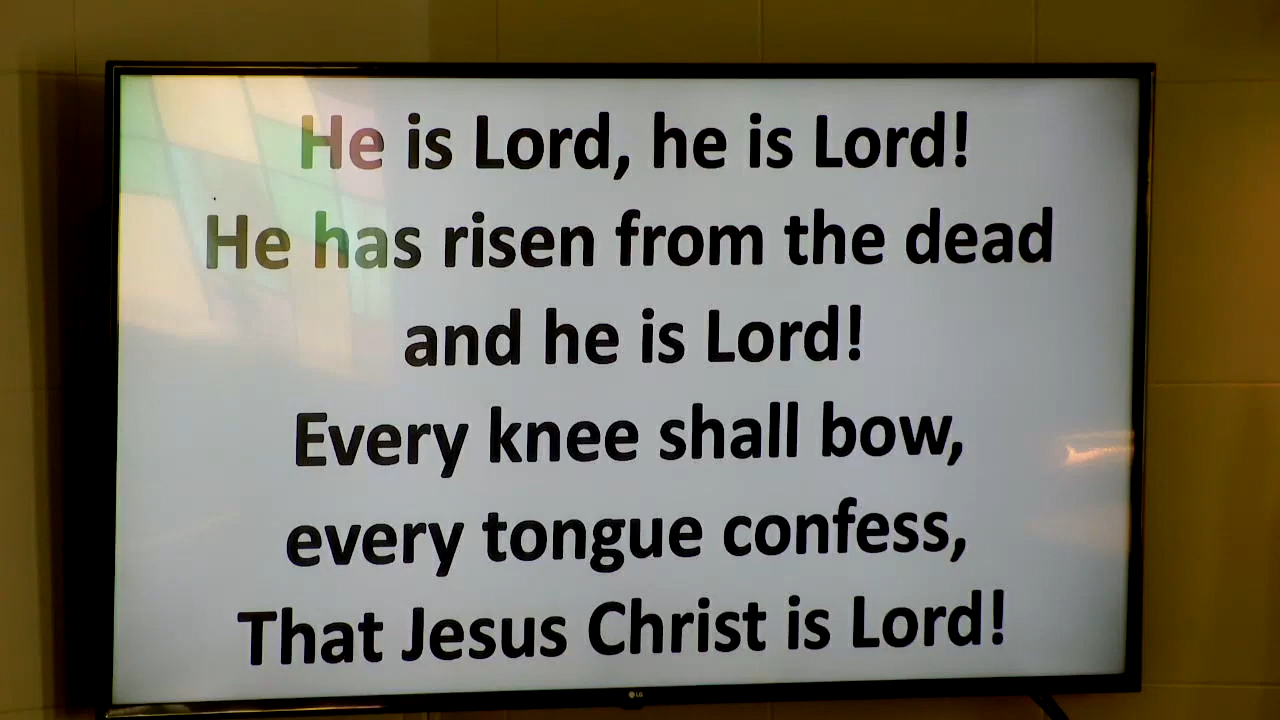 He is Lord, he is Lord!
He has risen from the dead
and he is Lord!
Every knee shall bow,
every tongue confess,
That Jesus Christ is Lord!
LG